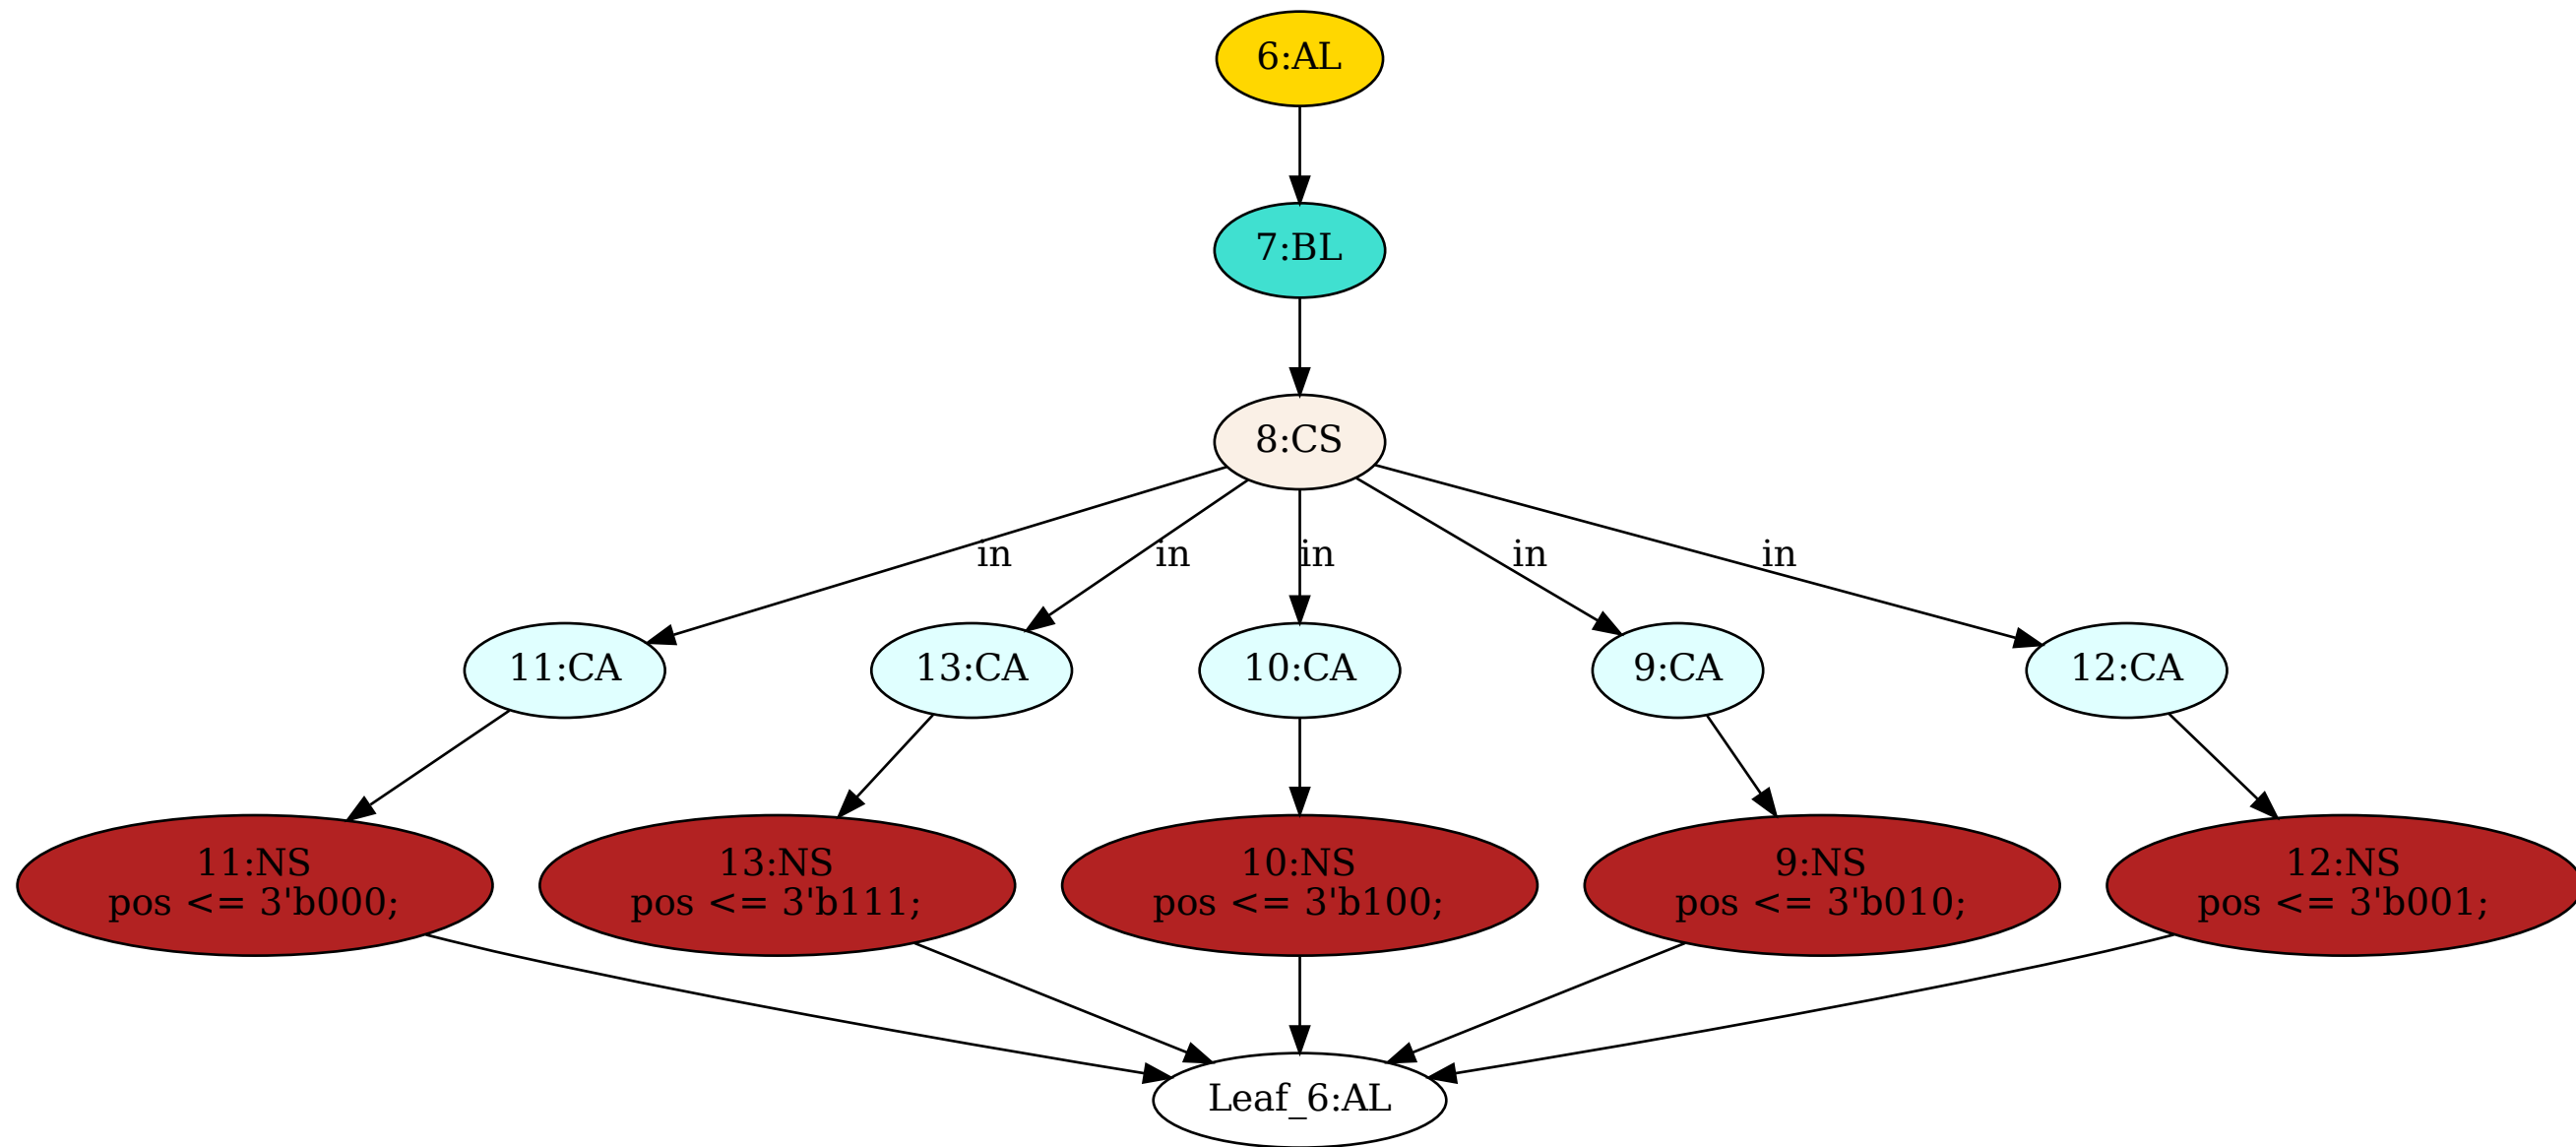 6:AL
7:BL
8:CS
in
in
in
in
in
11:CA
13:CA
10:CA
9:CA
12:CA
11:NS
pos <= 3'b000;
13:NS
pos <= 3'b111;
10:NS
pos <= 3'b100;
9:NS
pos <= 3'b010;
12:NS
pos <= 3'b001;
Leaf_6:AL